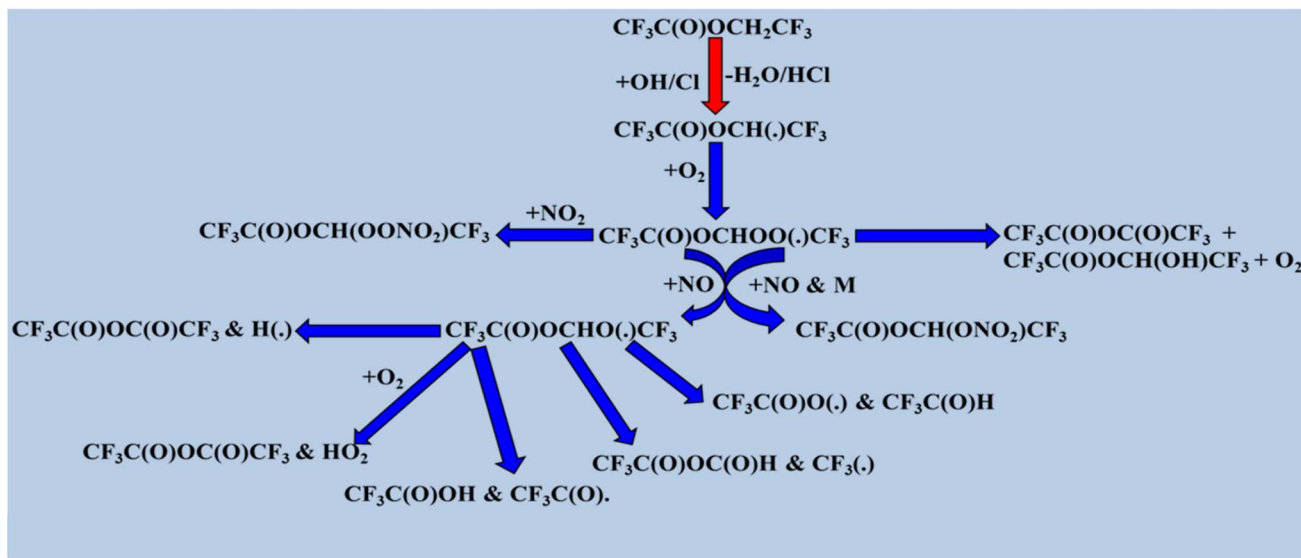 CF₃C(O)OCH₂CF₃
+OH/Cl
-H₂O/HCl
CF₃C(O)OCH(.)CF₃
+O₂
+NO₂
CF₃C(O)OCH(OONO₂)CF₃
CF₃C(O)OCHOO(.)CF₃
CF₃C(O)OC(O)CF₃ +
CF₃C(O)OCH(OH)CF₃ + O₂
+NO
+NO & M
CF₃C(O)OC(O)CF₃ & H(.)
CF₃C(O)OCHO(.)CF₃
CF₃C(O)OCH(ONO₂)CF₃
+O₂
CF₃C(O)O(.) & CF₃C(O)H
CF₃C(O)OC(O)CF₃ & HO₂
CF₃C(O)OC(O)H & CF₃(.)
CF₃C(O)OH & CF₃C(O).